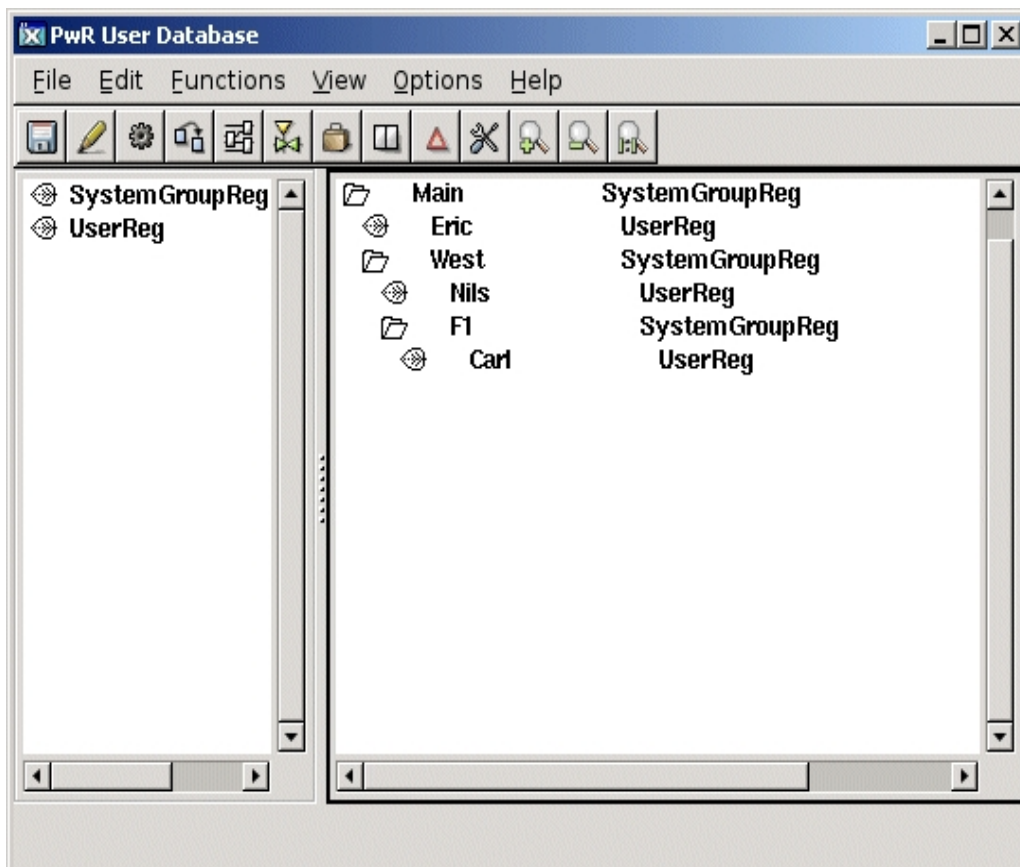 PwR User Database
File Edit Functions View Options Help
SystemGroupReg
UserReg
Main SystemGroupReg
Eric UserReg
West SystemGroupReg
Nils UserReg
F1 SystemGroupReg
Carl UserReg